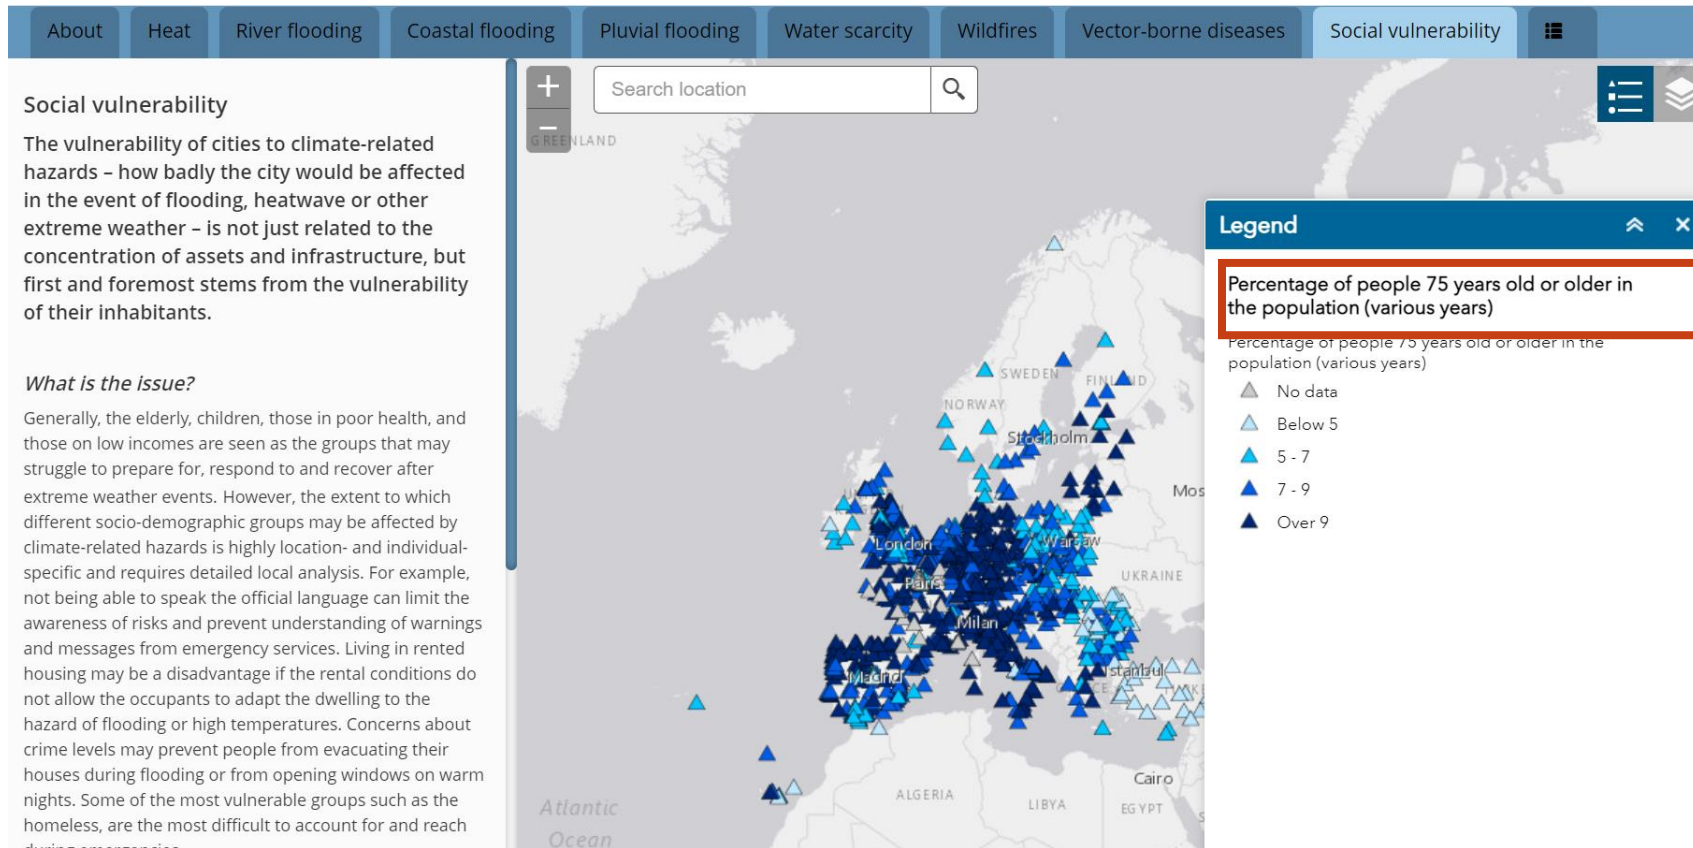 About Heat River flooding Coastal flooding Pluvial flooding Water scarcity Wildfires Vector-borne diseases Social vulnerability
Social vulnerability
The vulnerability of cities to climate-related
hazards – how badly the city would be affected
in the event of flooding, heatwave or other
extreme weather – is not just related to the
concentration of assets and infrastructure, but
first and foremost stems from the vulnerability
of their inhabitants.
What is the issue?
Generally, the elderly, children, those in poor health, and
those on low incomes are seen as the groups that may
struggle to prepare for, respond to and recover after
extreme weather events. However, the extent to which
different socio-demographic groups may be affected by
climate-related hazards is highly location- and individual-
specific and requires detailed local analysis. For example,
not being able to speak the official language can limit the
awareness of risks and prevent understanding of warnings
and messages from emergency services. Living in rented
housing may be a disadvantage if the rental conditions do
not allow the occupants to adapt the dwelling to the
hazard of flooding or high temperatures. Concerns about
crime levels may prevent people from evacuating their
houses during flooding or from opening windows on warm
nights. Some of the most vulnerable groups such as the
homeless, are the most difficult to account for and reach
during emergencies.
+
Search location
−
GREENLAND
SWEDEN
FINLAND
NORWAY
Stockholm
Mos
London
Warsaw
Paris
UKRAINE
Milan
Istanbul
Madrid
Cairo
ALGERIA
LIBYA
EGYPT
Atlantic
Ocean
Legend
Percentage of people 75 years old or older in
the population (various years)
Percentage of people 75 years old or older in the
population (various years)
No data
Below 5
5 - 7
7 - 9
Over 9